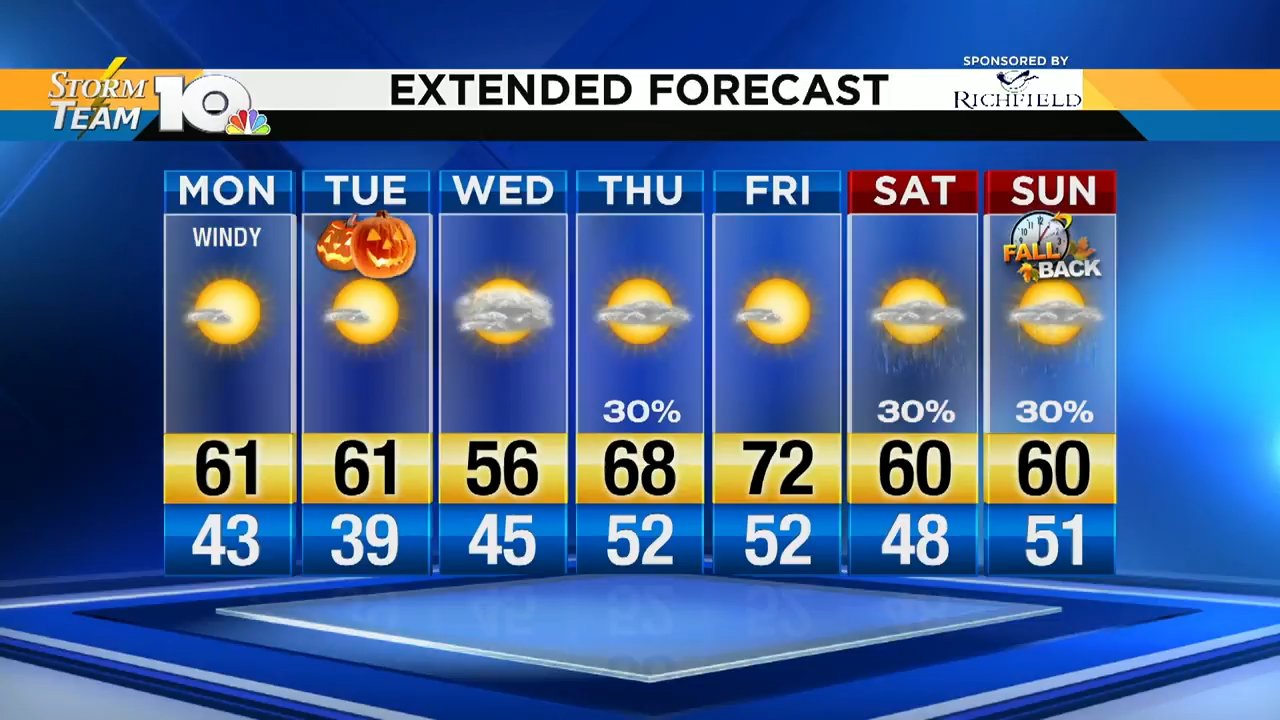 SPONSORED BY
STORM
TEAM
10
EXTENDED FORECAST
RICHFIELD
MON TUE WED THU FRI SAT SUN
WINDY
FALL
BACK
30% 30% 30%
61 61 56 68 72 60 60
43 39 45 52 52 48 51